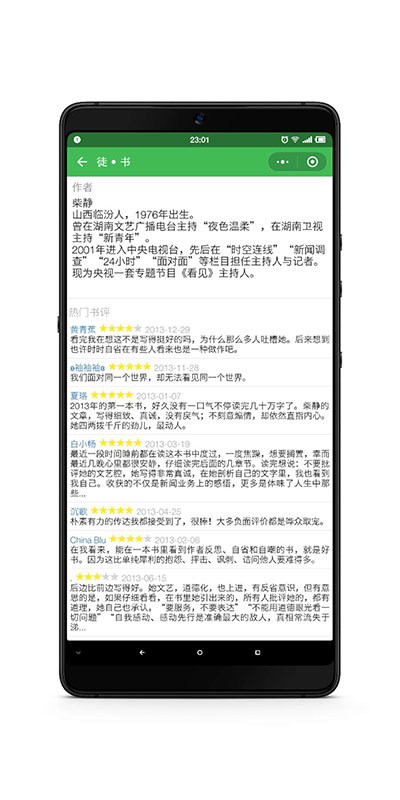 23:01
徒•书
作者
柴静
山西临汾人，1976年出生。
曾在湖南文艺广播电台主持“夜色温柔”，在湖南卫视
主持“新青年”。
2001年进入中央电视台，先后在“时空连线”“新闻调
查”“24小时”“面对面”等栏目担任主持人与记者。
现为央视一套专题节目《看见》主持人。
热门书评
黄青蕉 2013-12-29
看完我在想这不是写得挺好的吗，为什么那么多人吐槽她。后来想到
也许时时自省在有些人看来也是一种做作吧。
ө袖袖袖ө 2013-11-28
我们面对同一个世界，却无法看见同一个世界。
夏珞 2013-01-07
2013年的第一本书，好久没有一口气不停读完几十万字了。柴静的
文章，写得细致、真诚，没有戾气；不刻意煽情，却依然直指内心。
她四两拨千斤的劲儿，最动人。
白小畅 2013-03-19
最近一段时间睡前都在读这本书中度过，一度焦躁，想要搁置，幸而
最近几晚心里都很安静，仔细读完后面的几章节。读完想说：不要批
评她的文艺腔，她写得非常真诚，在她剖析自己的文字里，我也看到
我自己。收获的不仅是新闻业务上的感悟，更多是体味了人生中那
些...
沉歌 2013-04-25
朴素有力的传达我都接受到了，很棒！大多负面评价都是哗众取宠。
China Blu 2013-02-06
在我看来，能在一本书里看到作者反思、自省和自嘲的书，就是好
书。因为这比单纯犀利的抱怨、抨击、讽刺、诘问他人要难得多。
. 2013-06-15
后边比前边写得好。她文艺，道德化，也上进，有反省意识，但有意
思的是，如果仔细看看，在书里她引出来的，所有人批评她的，都有
道理，她自己也承认，“要服务，不要表达”“不能用道德眼光看一
切问题”“自我感动、感动先行是准确最大的敌人，真相常流失于
涕...